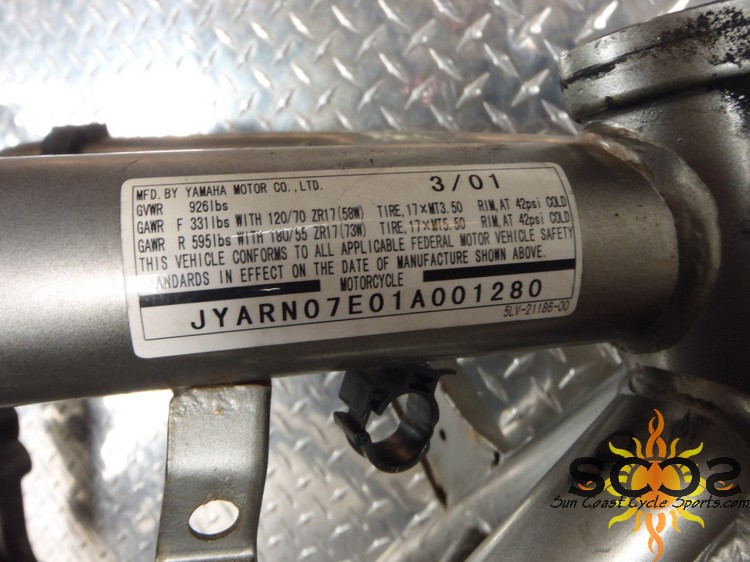 MFD. BY YAMAHA MOTOR CO., LTD. 3/01
GVWR 926lbs
GAWR F 331lbs WITH 120/70 ZR17(58W) TIRE, 17×MT3.50 RIM, AT 42psi COLD
GAWR R 595lbs WITH 180/55 ZR17(73W) TIRE, 17×MT5.50 RIM, AT 42psi COLD
THIS VEHICLE CONFORMS TO ALL APPLICABLE FEDERAL MOTOR VEHICLE SAFETY
STANDARDS IN EFFECT ON THE DATE OF MANUFACTURE SHOWN ABOVE.
MOTORCYCLE
JYARN07E01A001280
5LV-21186-00
Sun Coast Cycle Sports.com